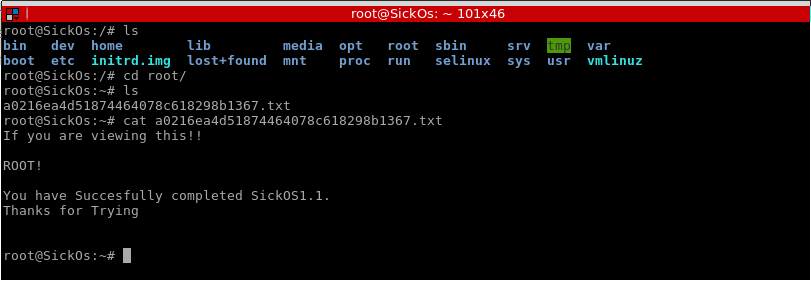 root@SickOs: ~ 101x46
root@SickOs:/# ls
bin dev home lib media opt root sbin srv tmp var
boot etc initrd.img lost+found mnt proc run selinux sys usr vmlinuz
root@SickOs:/# cd root/
root@SickOs:~# ls
a0216ea4d51874464078c618298b1367.txt
root@SickOs:~# cat a0216ea4d51874464078c618298b1367.txt
If you are viewing this!!
ROOT!
You have Succesfully completed SickOS1.1.
Thanks for Trying
root@SickOs:~#